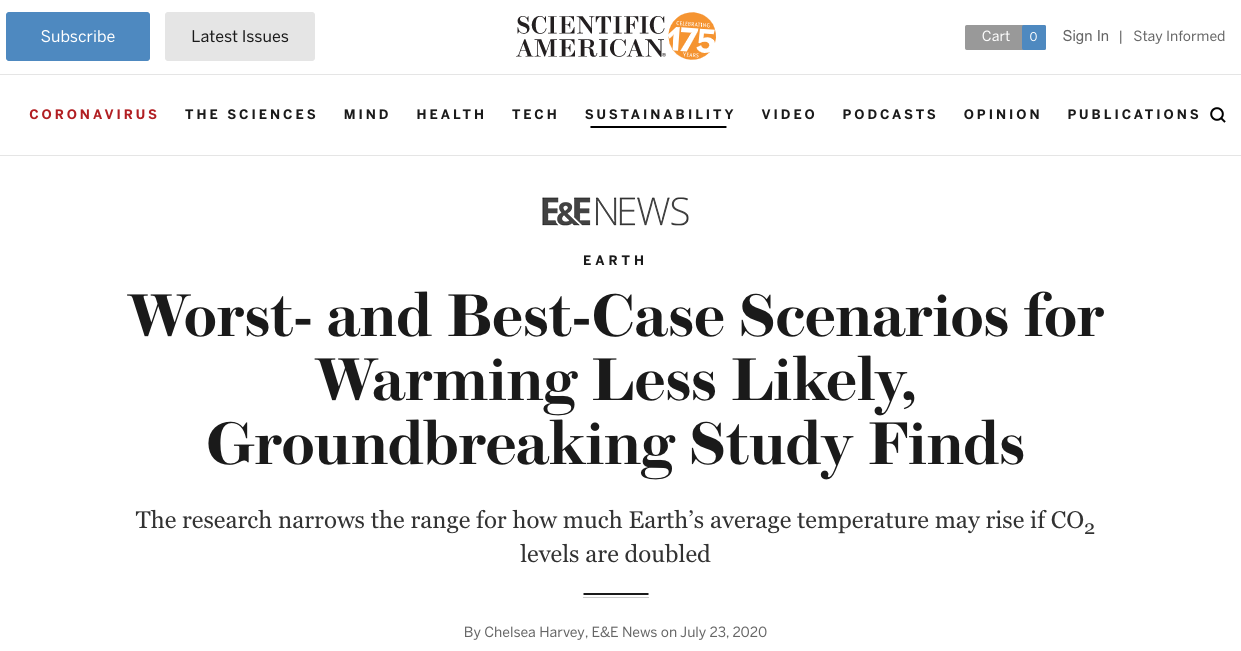 Subscribe
Latest Issues
SCIENTIFIC
AMERICAN
CELEBRATING
175
YEARS
Cart 0
Sign In | Stay Informed
CORONAVIRUS THE SCIENCES MIND HEALTH TECH SUSTAINABILITY VIDEO PODCASTS OPINION PUBLICATIONS
E&E NEWS
EARTH
Worst- and Best-Case Scenarios for
Warming Less Likely,
Groundbreaking Study Finds
The research narrows the range for how much Earth’s average temperature may rise if CO₂
levels are doubled
By Chelsea Harvey, E&E News on July 23, 2020